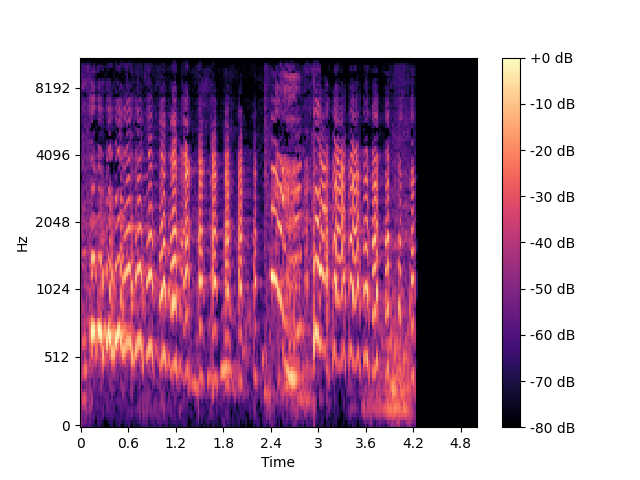 +0 dB
8192
-10 dB
4096
-20 dB
-30 dB
2048
Hz
-40 dB
1024
-50 dB
-60 dB
512
-70 dB
0
-80 dB
0 0.6 1.2 1.8 2.4 3 3.6 4.2 4.8
Time